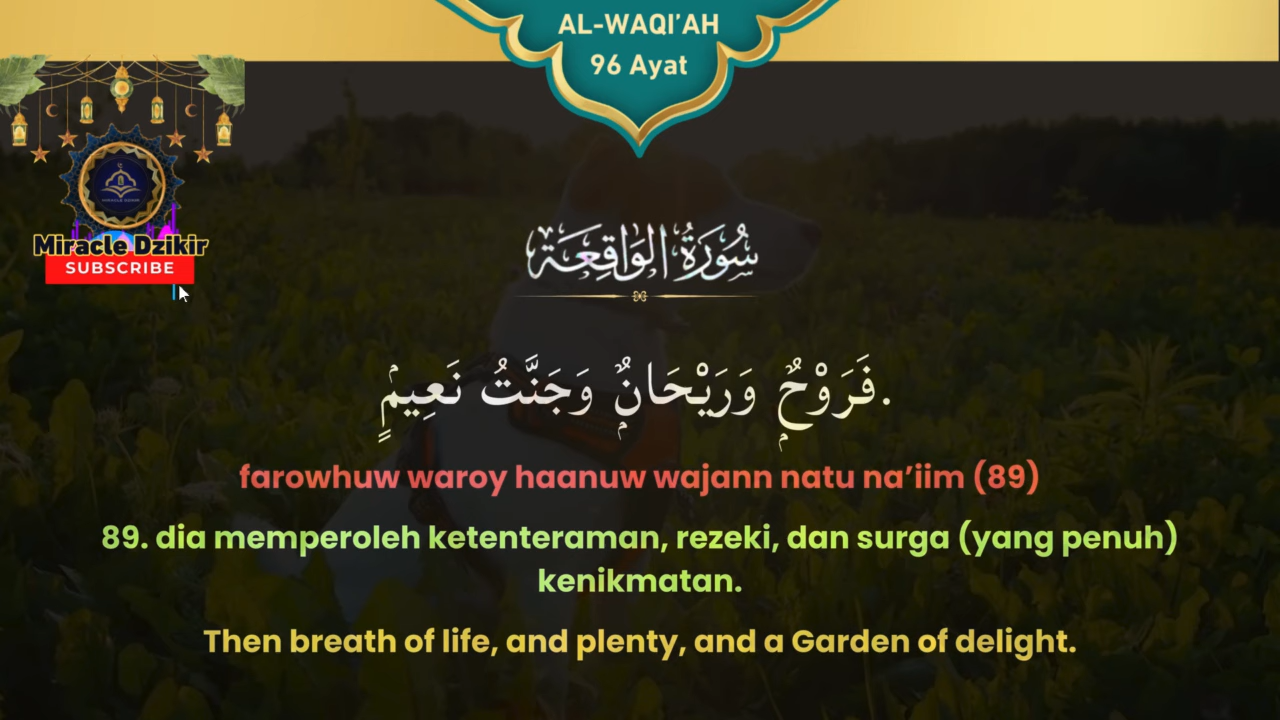 AL-WAQI’AH
96 Ayat
Miracle Dzikir
SUBSCRIBE
سُوْرَةُ الوَاقِعَة
فَرَوْحٌۭ وَرَيْحَانٌۭ وَجَنَّتُ نَعِيمٍۢ.
farowhuw waroy haanuw wajann natu na’iim (89)
89. dia memperoleh ketenteraman, rezeki, dan surga (yang penuh)
kenikmatan.
Then breath of life, and plenty, and a Garden of delight.